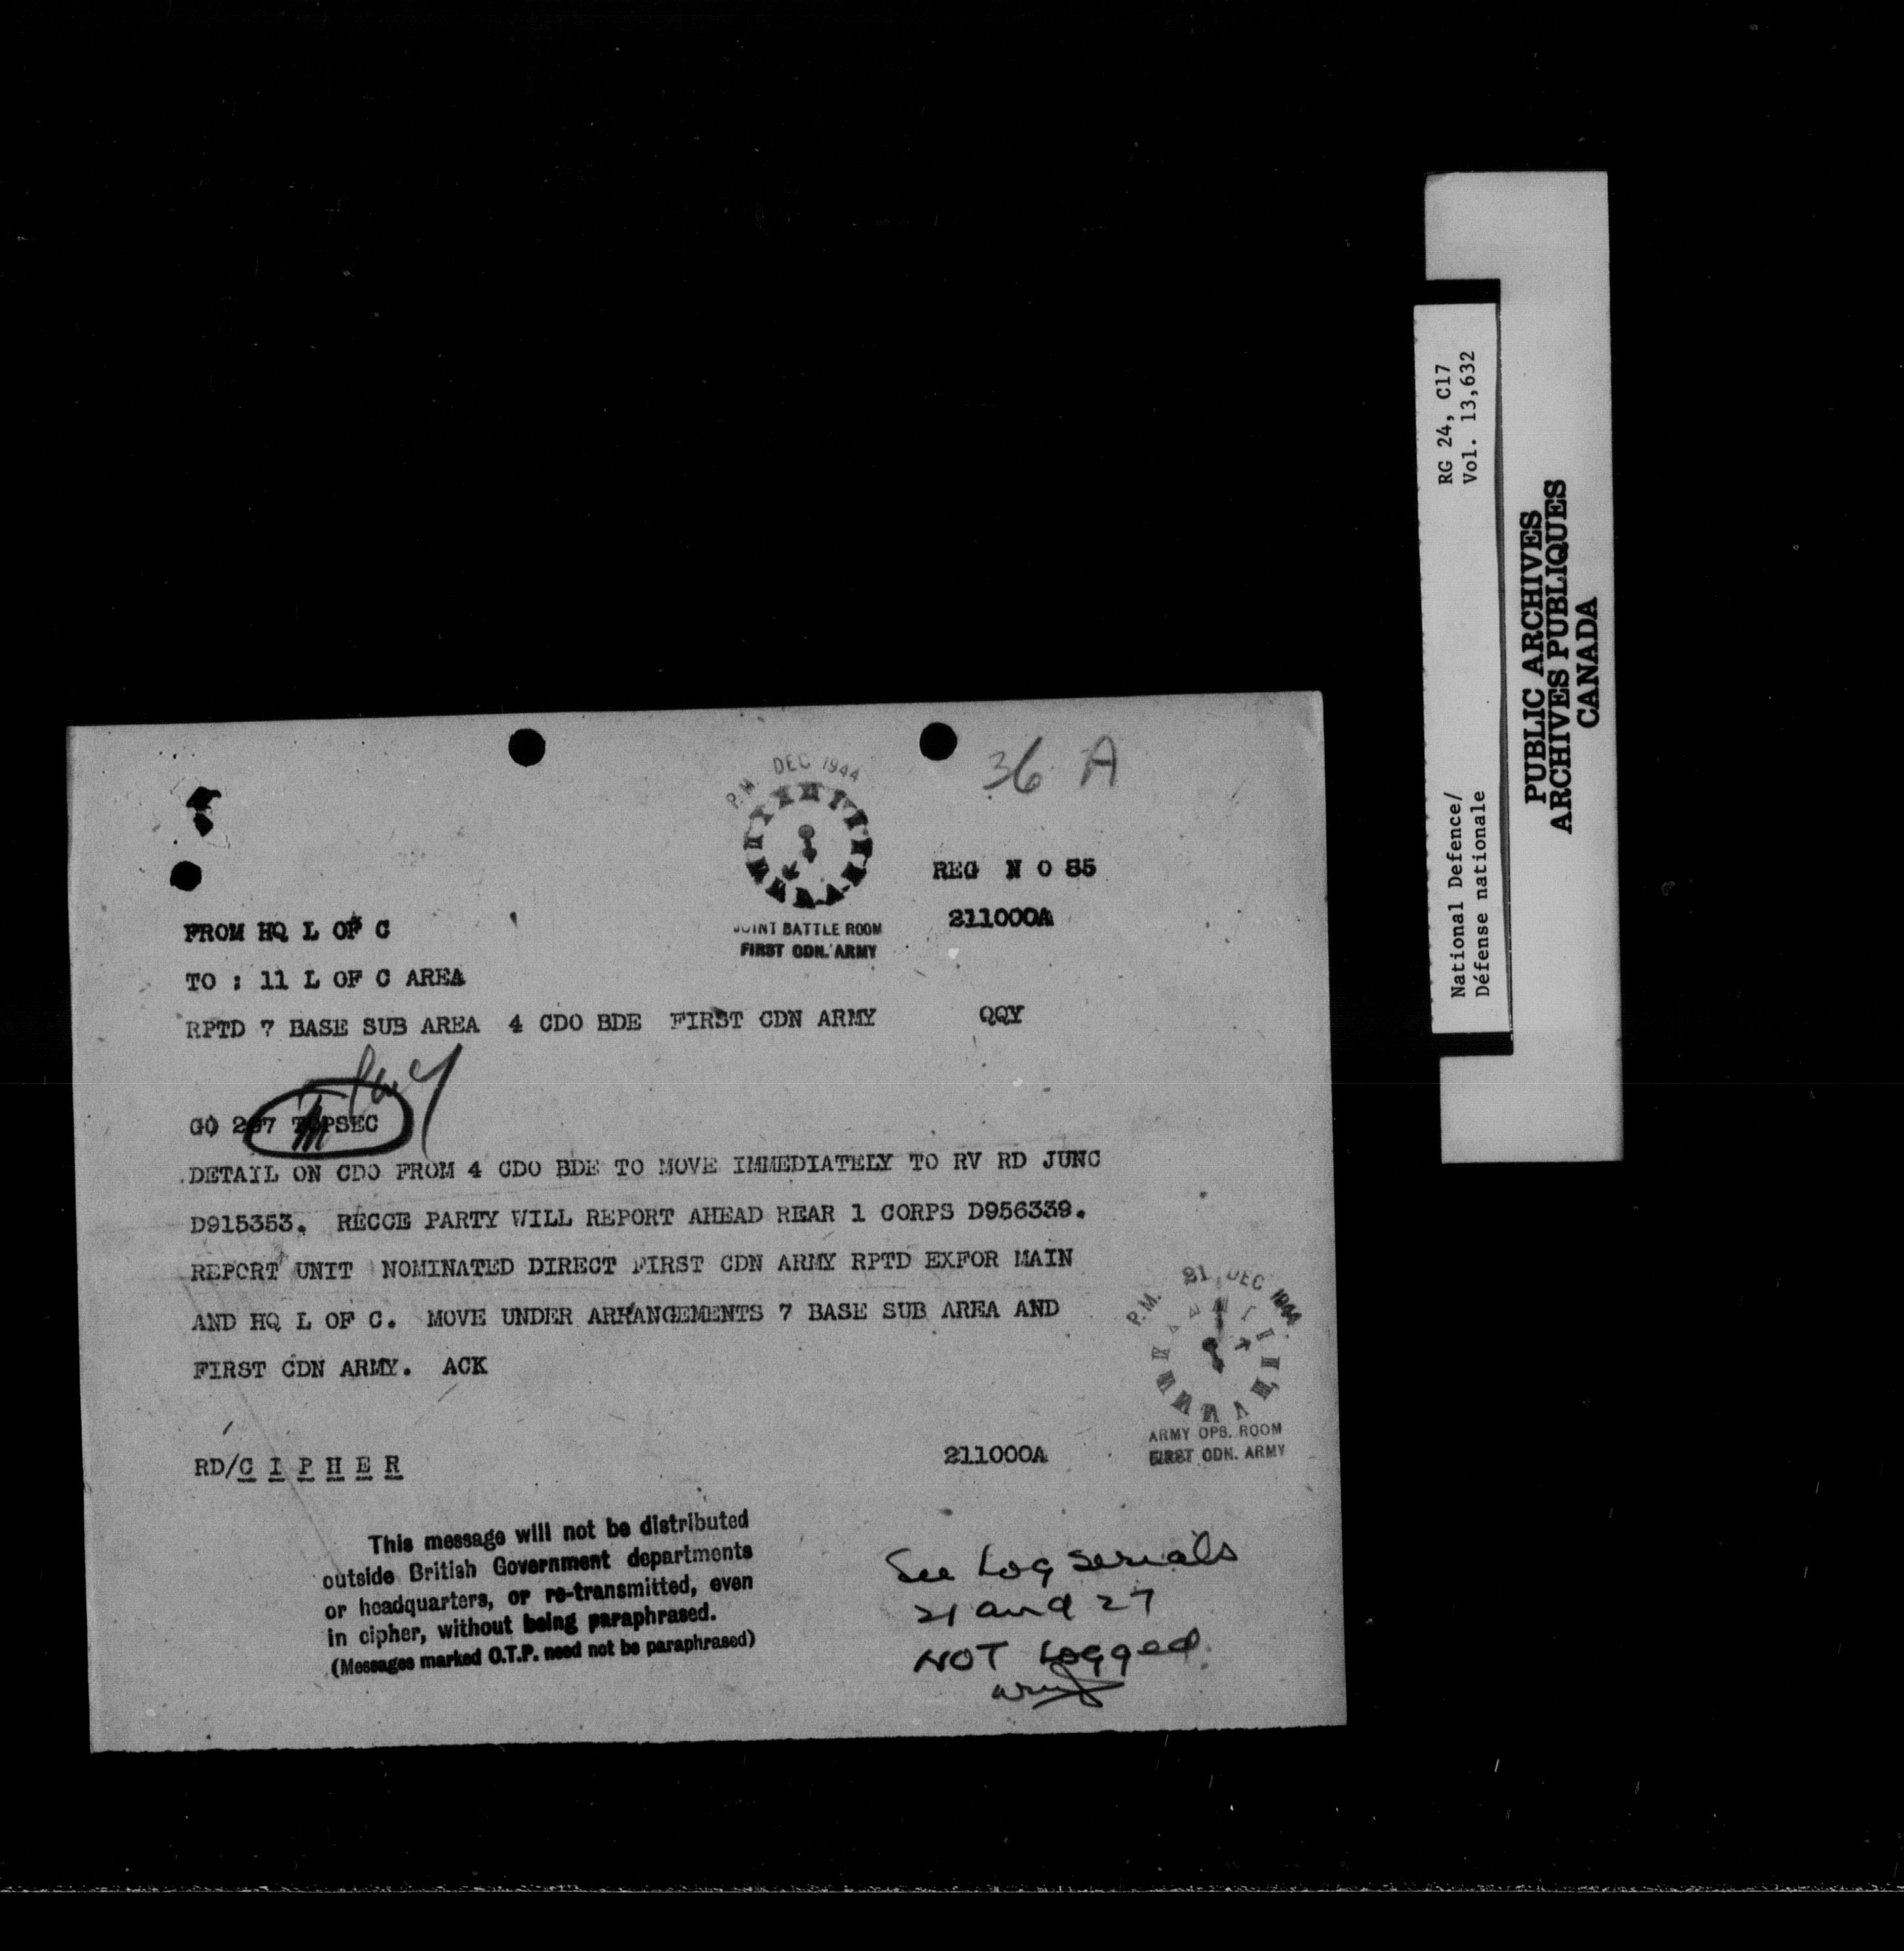 36 A
P.M. DEC 1944
JOINT BATTLE ROOM
FIRST CDN. ARMY
REG N O 85
211000A
FROM HQ L OF C
TO : 11 L OF C AREA
RPTD 7 BASE SUB AREA 4 CDO BDE FIRST CDN ARMY QQY
GO TOPSEC
DETAIL ON CDO FROM 4 CDO BDE TO MOVE IMMEDIATELY TO RV RD JUNC
D915353. RECCE PARTY WILL REPORT AHEAD REAR 1 CORPS D956339.
REPORT UNIT NOMINATED DIRECT FIRST CDN ARMY RPTD EXFOR MAIN
AND HQ L OF C. MOVE UNDER ARRANGEMENTS 7 BASE SUB AREA AND
FIRST CDN ARMY. ACK
P.M. 21 DEC 1944
ARMY OPS. ROOM
FIRST CDN. ARMY
RD/C I P H E R 211000A
This message will not be distributed
outside British Government departments
or headquarters, or re-transmitted, even
in cipher, without being paraphrased.
(Messages marked O.T.P. need not be paraphrased)
See Log serials
21 and 27
NOT Logged
RG 24, C17
Vol. 13,632
National Defence/
Défense nationale
PUBLIC ARCHIVES
ARCHIVES PUBLIQUES
CANADA